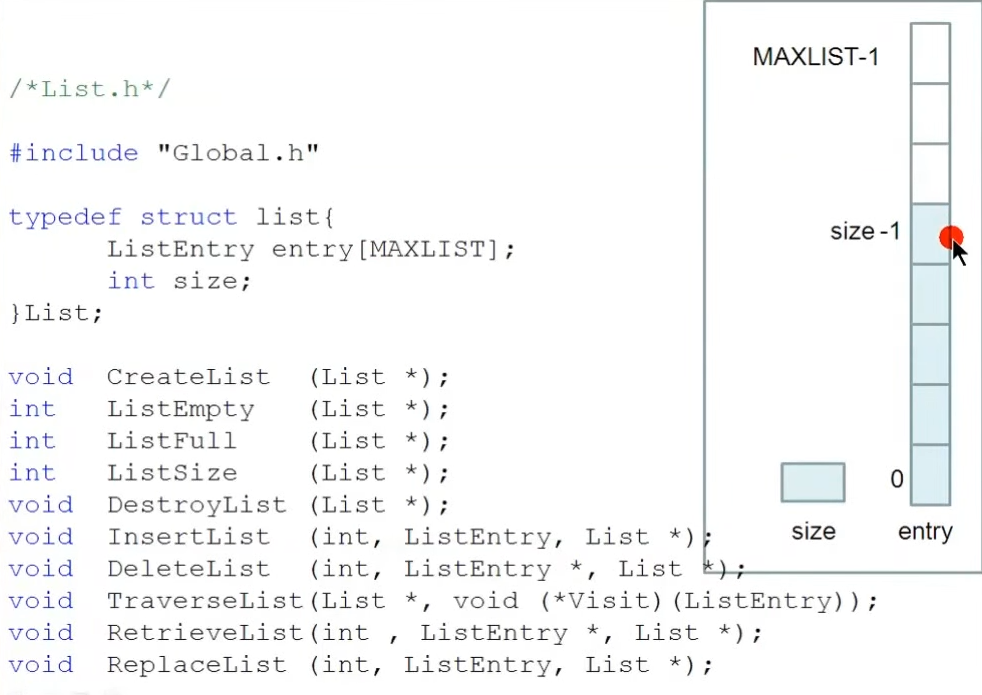 /*List.h*/
#include "Global.h"
typedef struct list{
ListEntry entry[MAXLIST];
int size;
}List;
void CreateList (List *);
int ListEmpty (List *);
int ListFull (List *);
int ListSize (List *);
void DestroyList (List *);
void InsertList (int, ListEntry, List *);
void DeleteList (int, ListEntry *, List *);
void TraverseList(List *, void (*Visit)(ListEntry));
void RetrieveList(int , ListEntry *, List *);
void ReplaceList (int, ListEntry, List *);
MAXLIST-1
size -1
0
size entry